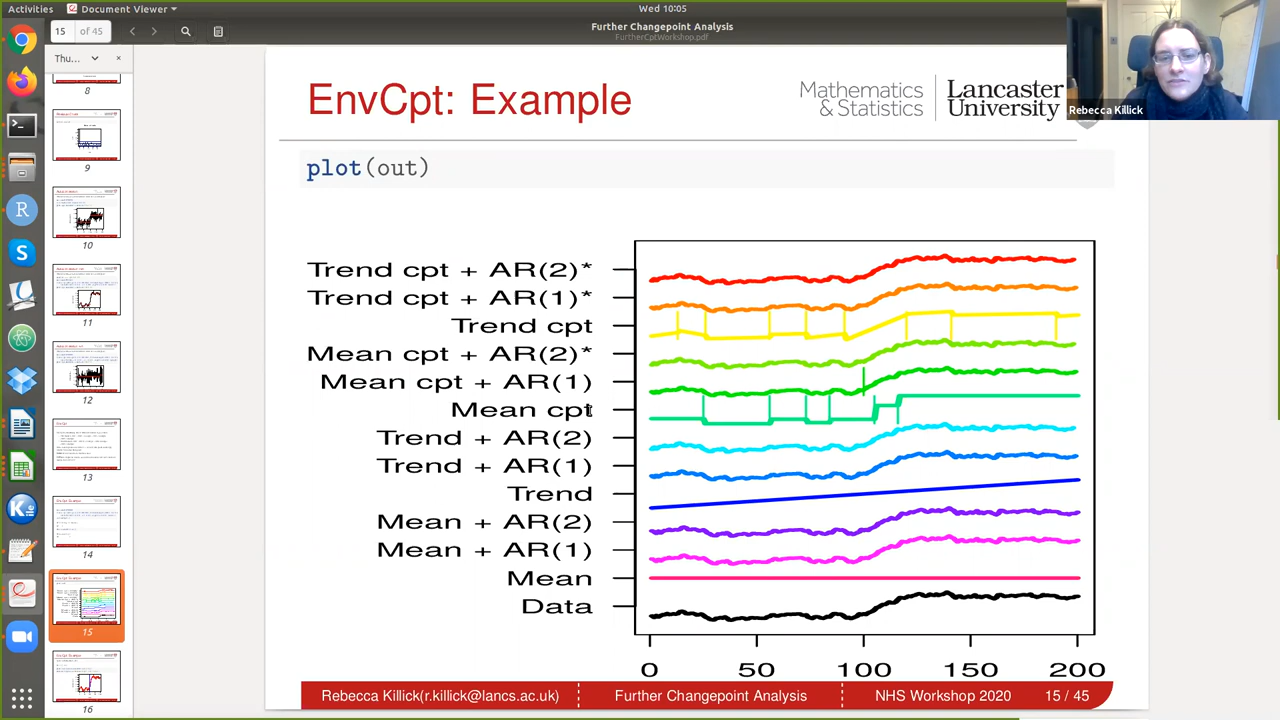 Activities
Document Viewer
Wed 10:05
15
of 45
Further Changepoint Analysis
FurtherCptWorkshop.pdf
Thu...
8
9
10
11
12
13
14
15
16
EnvCpt: Example
Mathematics
& Statistics
Lancaster
University
Rebecca Killick
plot(out)
Trend cpt + AR(2)*
Trend cpt + AR(1)*
Trend cpt
Mean cpt + AR(2)*
Mean cpt + AR(1)
Mean cpt
Trend + AR(2)
Trend + AR(1)
Trend
Mean + AR(2)
Mean + AR(1)
Mean
Data
0 50 100 150 200
Rebecca Killick(r.killick@lancs.ac.uk)
Further Changepoint Analysis
NHS Workshop 2020
15 / 45